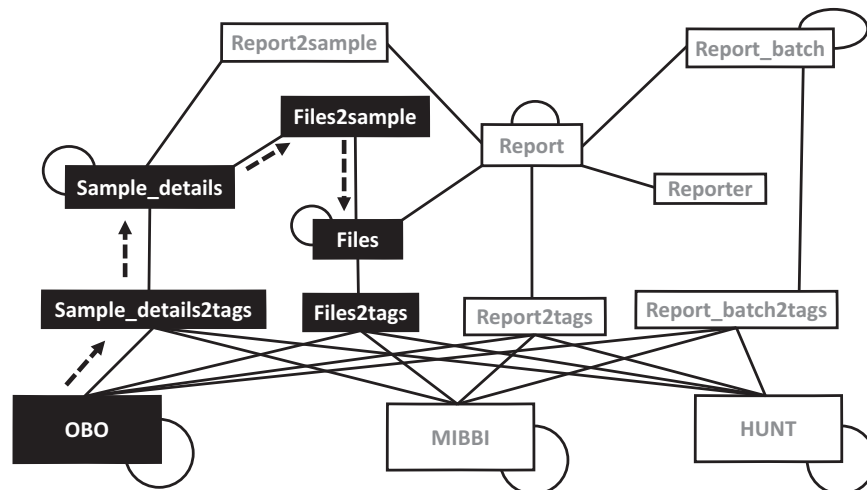 Report2sample
Report_batch
Files2sample
Report
Sample_details
Reporter
Files
Sample_details2tags
Files2tags
Report2tags
Report_batch2tags
OBO
MIBBI
HUNT